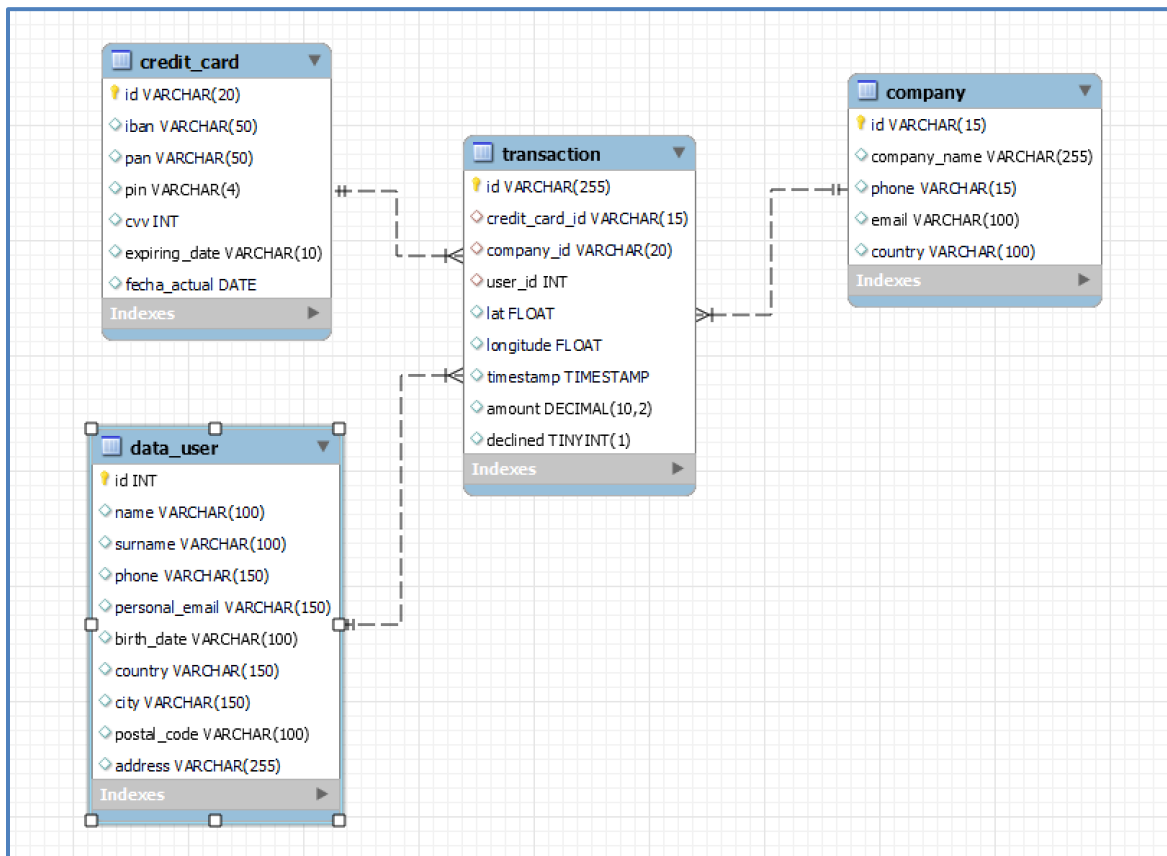 credit_card
id VARCHAR(20)
iban VARCHAR(50)
pan VARCHAR(50)
pin VARCHAR(4)
cvv INT
expiring_date VARCHAR(10)
fecha_actual DATE
Indexes
transaction
id VARCHAR(255)
credit_card_id VARCHAR(15)
company_id VARCHAR(20)
user_id INT
lat FLOAT
longitude FLOAT
timestamp TIMESTAMP
amount DECIMAL(10,2)
declined TINYINT(1)
Indexes
company
id VARCHAR(15)
company_name VARCHAR(255)
phone VARCHAR(15)
email VARCHAR(100)
country VARCHAR(100)
Indexes
data_user
id INT
name VARCHAR(100)
surname VARCHAR(100)
phone VARCHAR(150)
personal_email VARCHAR(150)
birth_date VARCHAR(100)
country VARCHAR(150)
city VARCHAR(150)
postal_code VARCHAR(100)
address VARCHAR(255)
Indexes